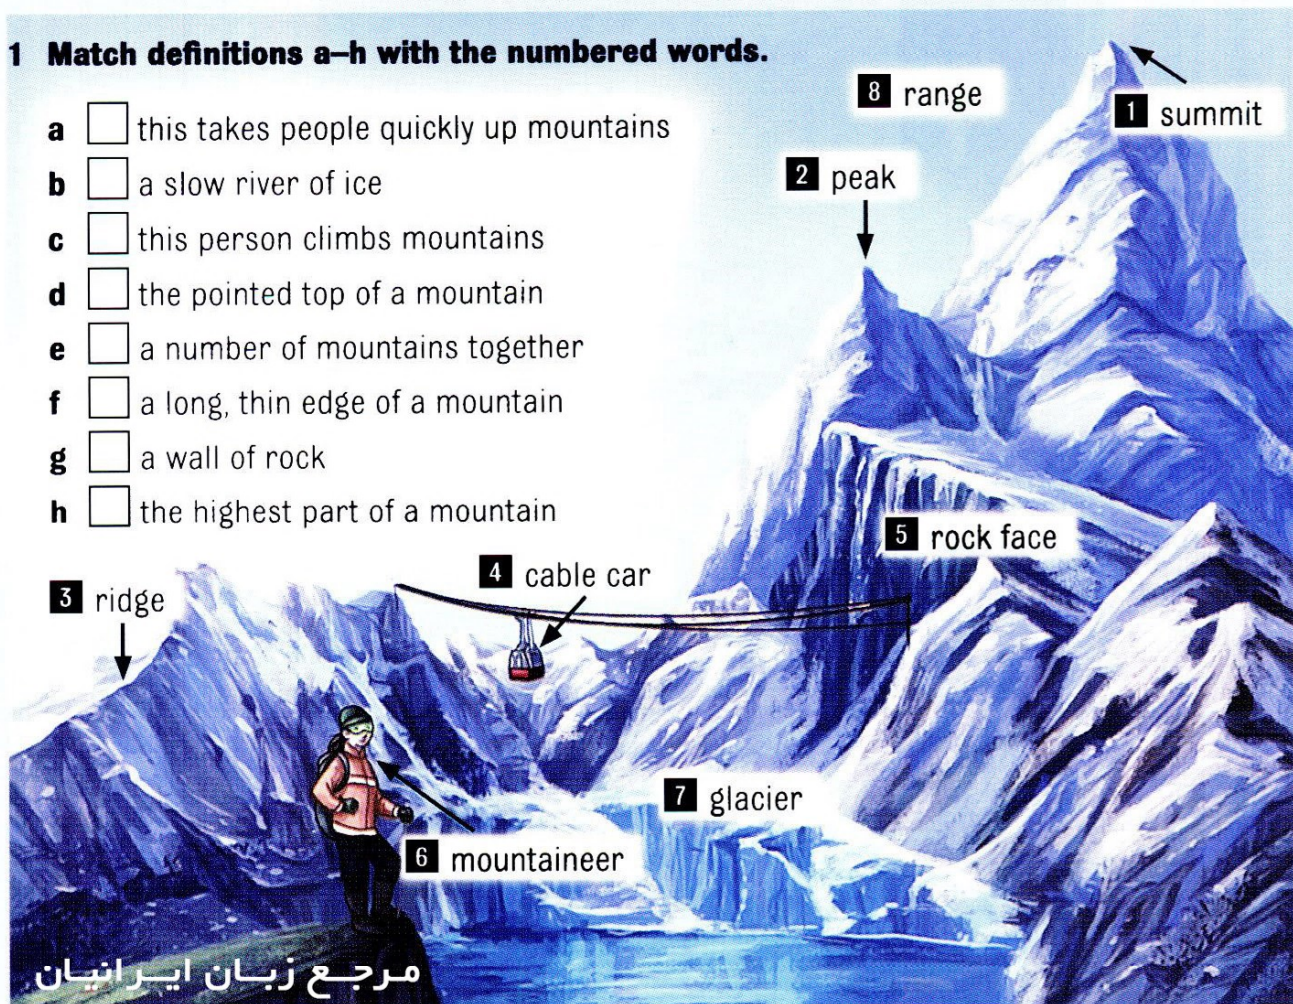 1 Match definitions a–h with the numbered words.
a this takes people quickly up mountains
b a slow river of ice
c this person climbs mountains
d the pointed top of a mountain
e a number of mountains together
f a long, thin edge of a mountain
g a wall of rock
h the highest part of a mountain
8 range
1 summit
2 peak
5 rock face
4 cable car
3 ridge
7 glacier
6 mountaineer
مرجع زبان ایرانیان